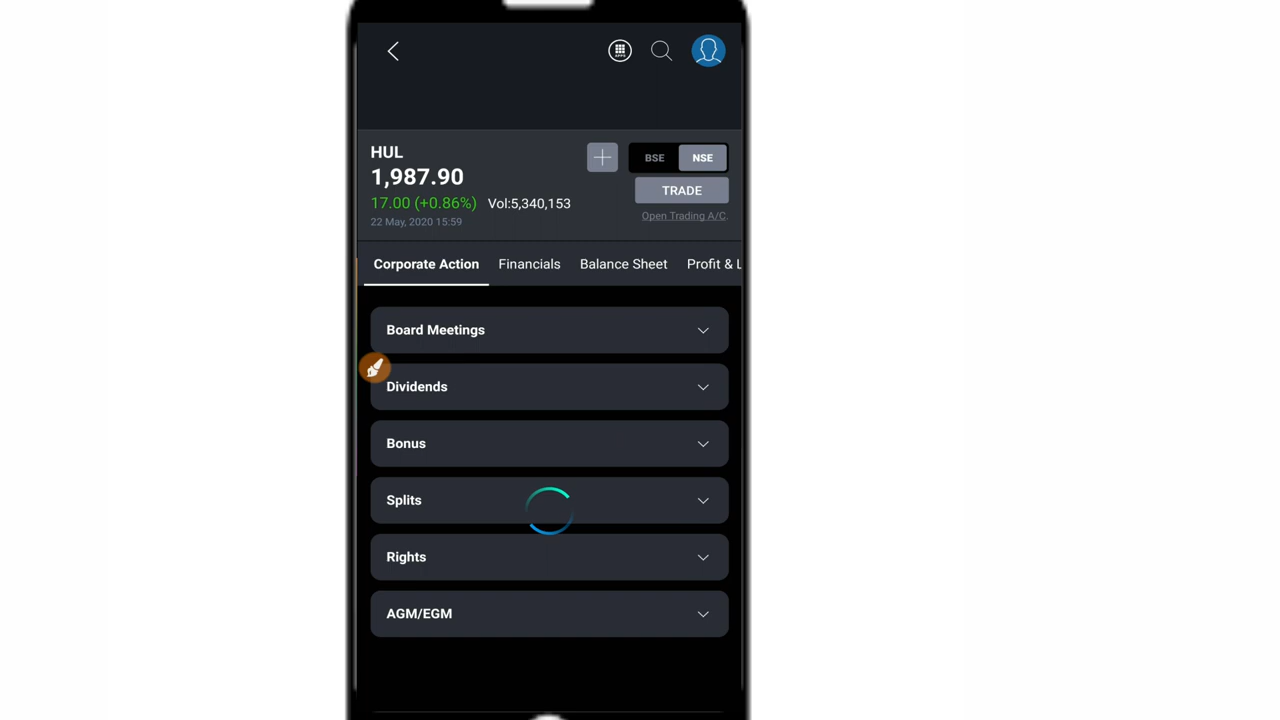 HUL
1,987.90
17.00 (+0.86%) Vol:5,340,153
22 May, 2020 15:59
BSE NSE
TRADE
Open Trading A/C.
Corporate Action Financials Balance Sheet Profit & L
Board Meetings
Dividends
Bonus
Splits
Rights
AGM/EGM